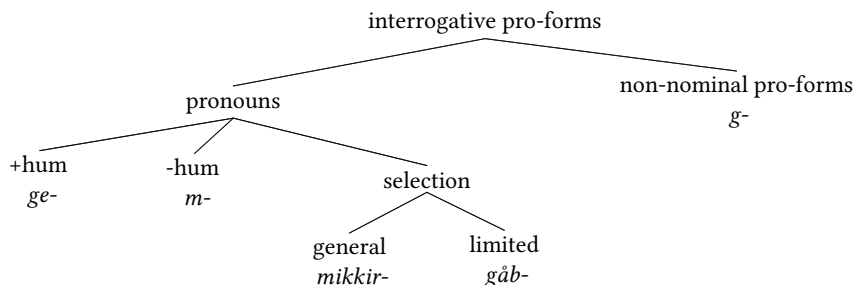 interrogative pro-forms
non-nominal pro-forms
g-
pronouns
+hum
ge-
-hum
m-
selection
general
mikkir-
limited
gåb-